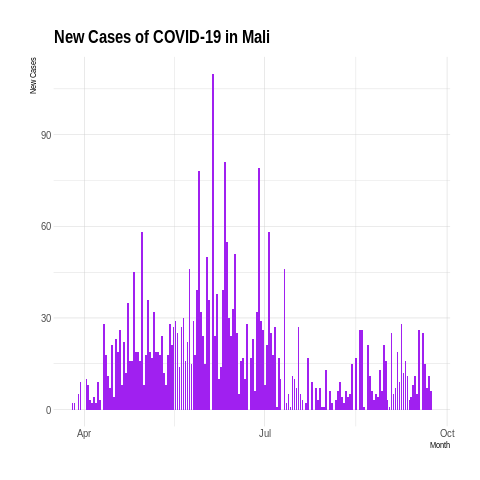 New Cases of COVID-19 in Mali
New Cases
90
60
30
0
Apr
Jul
Oct
Month